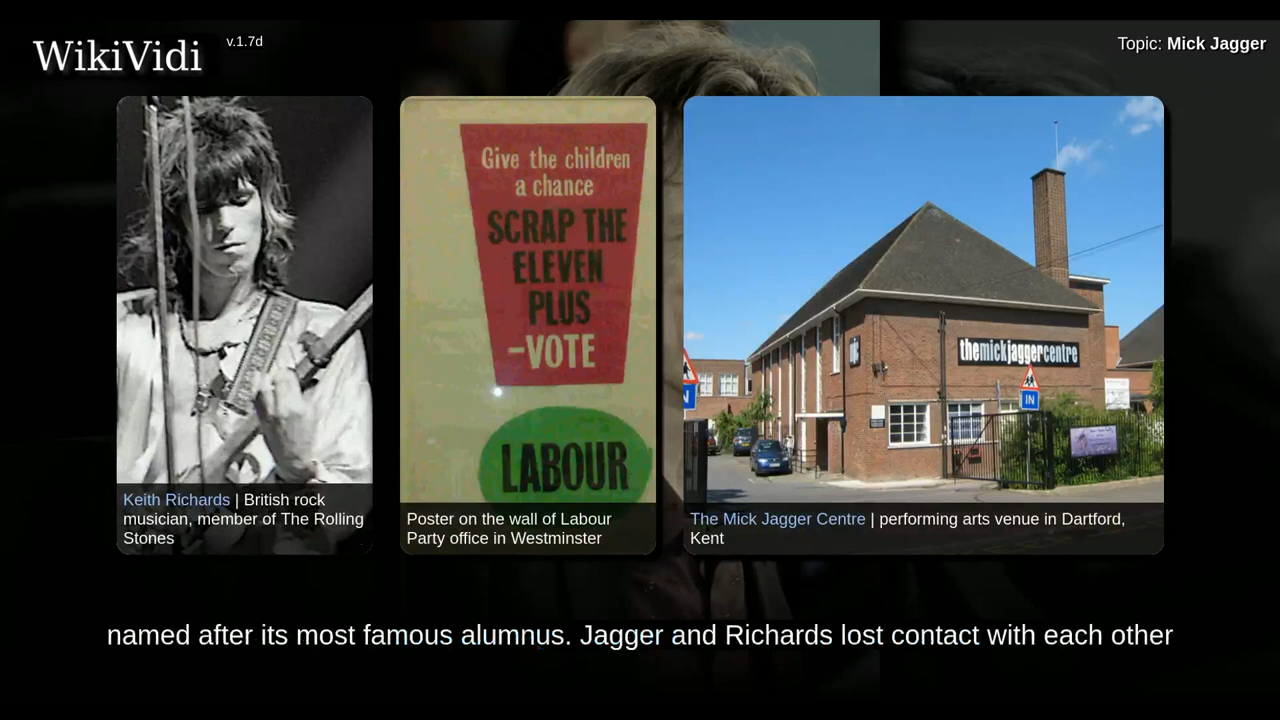 WikiVidi
v.1.7d
Topic: Mick Jagger
Give the children
a chance
SCRAP THE
ELEVEN
PLUS
–VOTE
LABOUR
themickjaggercentre
IN
Keith Richards | British rock
musician, member of The Rolling
Stones
Poster on the wall of Labour
Party office in Westminster
The Mick Jagger Centre | performing arts venue in Dartford,
Kent
named after its most famous alumnus. Jagger and Richards lost contact with each other